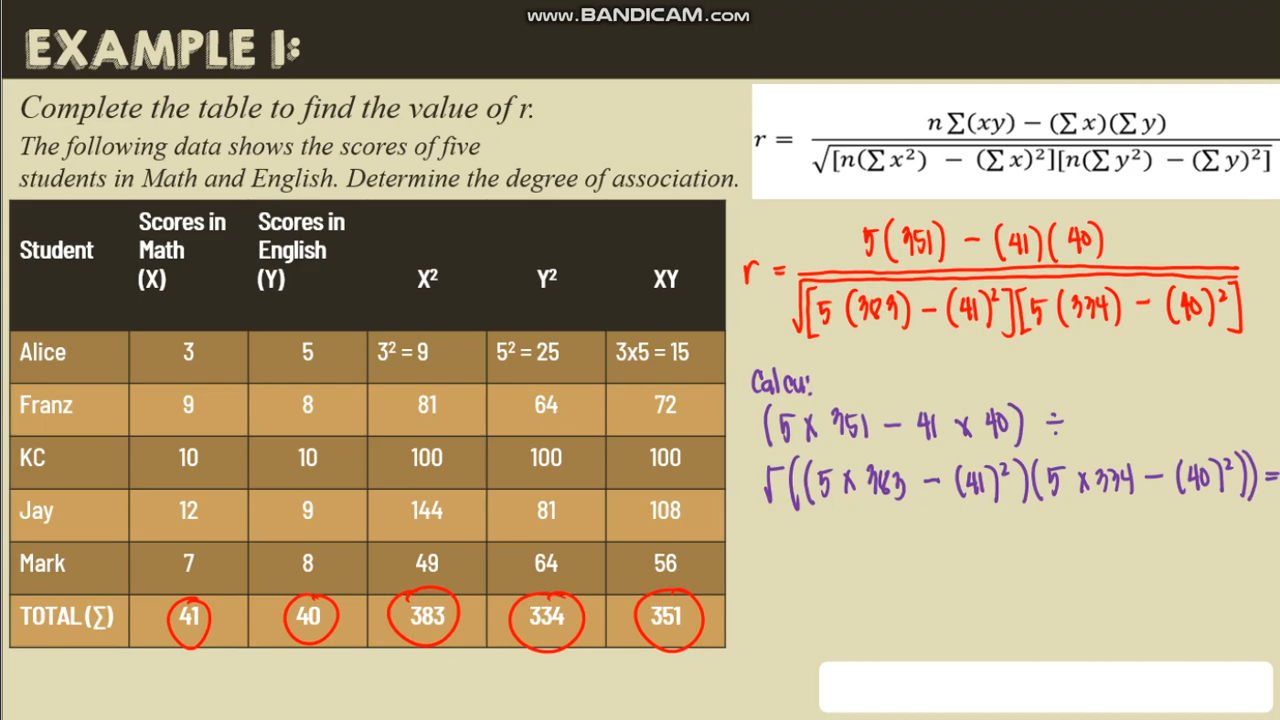 www.BANDICAM.com
EXAMPLE 1:
Complete the table to find the value of r.
The following data shows the scores of five
students in Math and English. Determine the degree of association.
r = n∑(xy) − (∑x)(∑y) / √[n(∑x²) − (∑x)²][n(∑y²) − (∑y)²]
r = 5(351) − (41)(40) / √[5(383) − (41)²][5(334) − (40)²]
Calcu:
(5 × 351 − 41 × 40) ÷
√((5 × 383 − (41)²)(5 × 334 − (40)²)) =
Student Scores in Math (X) Scores in English (Y) X² Y² XY
Alice 3 5 3² = 9 5² = 25 3x5 = 15
Franz 9 8 81 64 72
KC 10 10 100 100 100
Jay 12 9 144 81 108
Mark 7 8 49 64 56
TOTAL (∑) 41 40 383 334 351